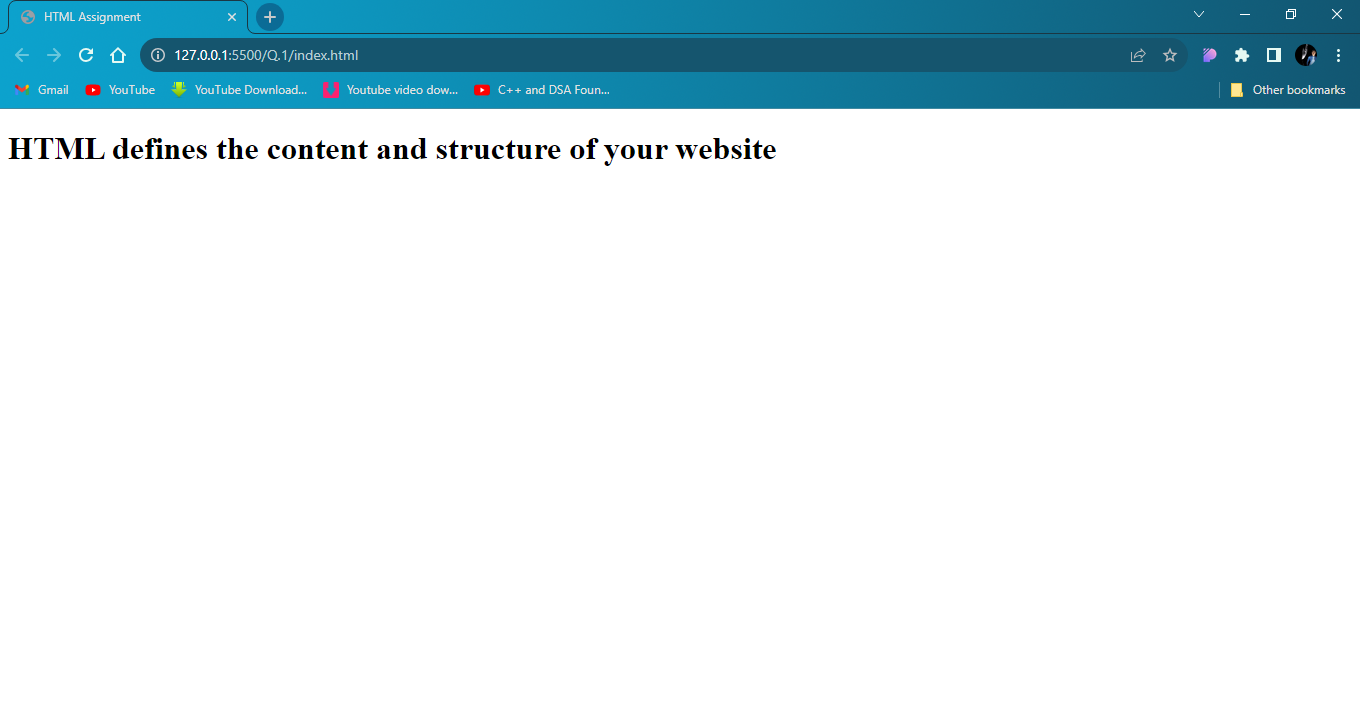 HTML Assignment
127.0.0.1:5500/Q.1/index.html
Gmail YouTube YouTube Download... Youtube video dow... C++ and DSA Foun... Other bookmarks
HTML defines the content and structure of your website